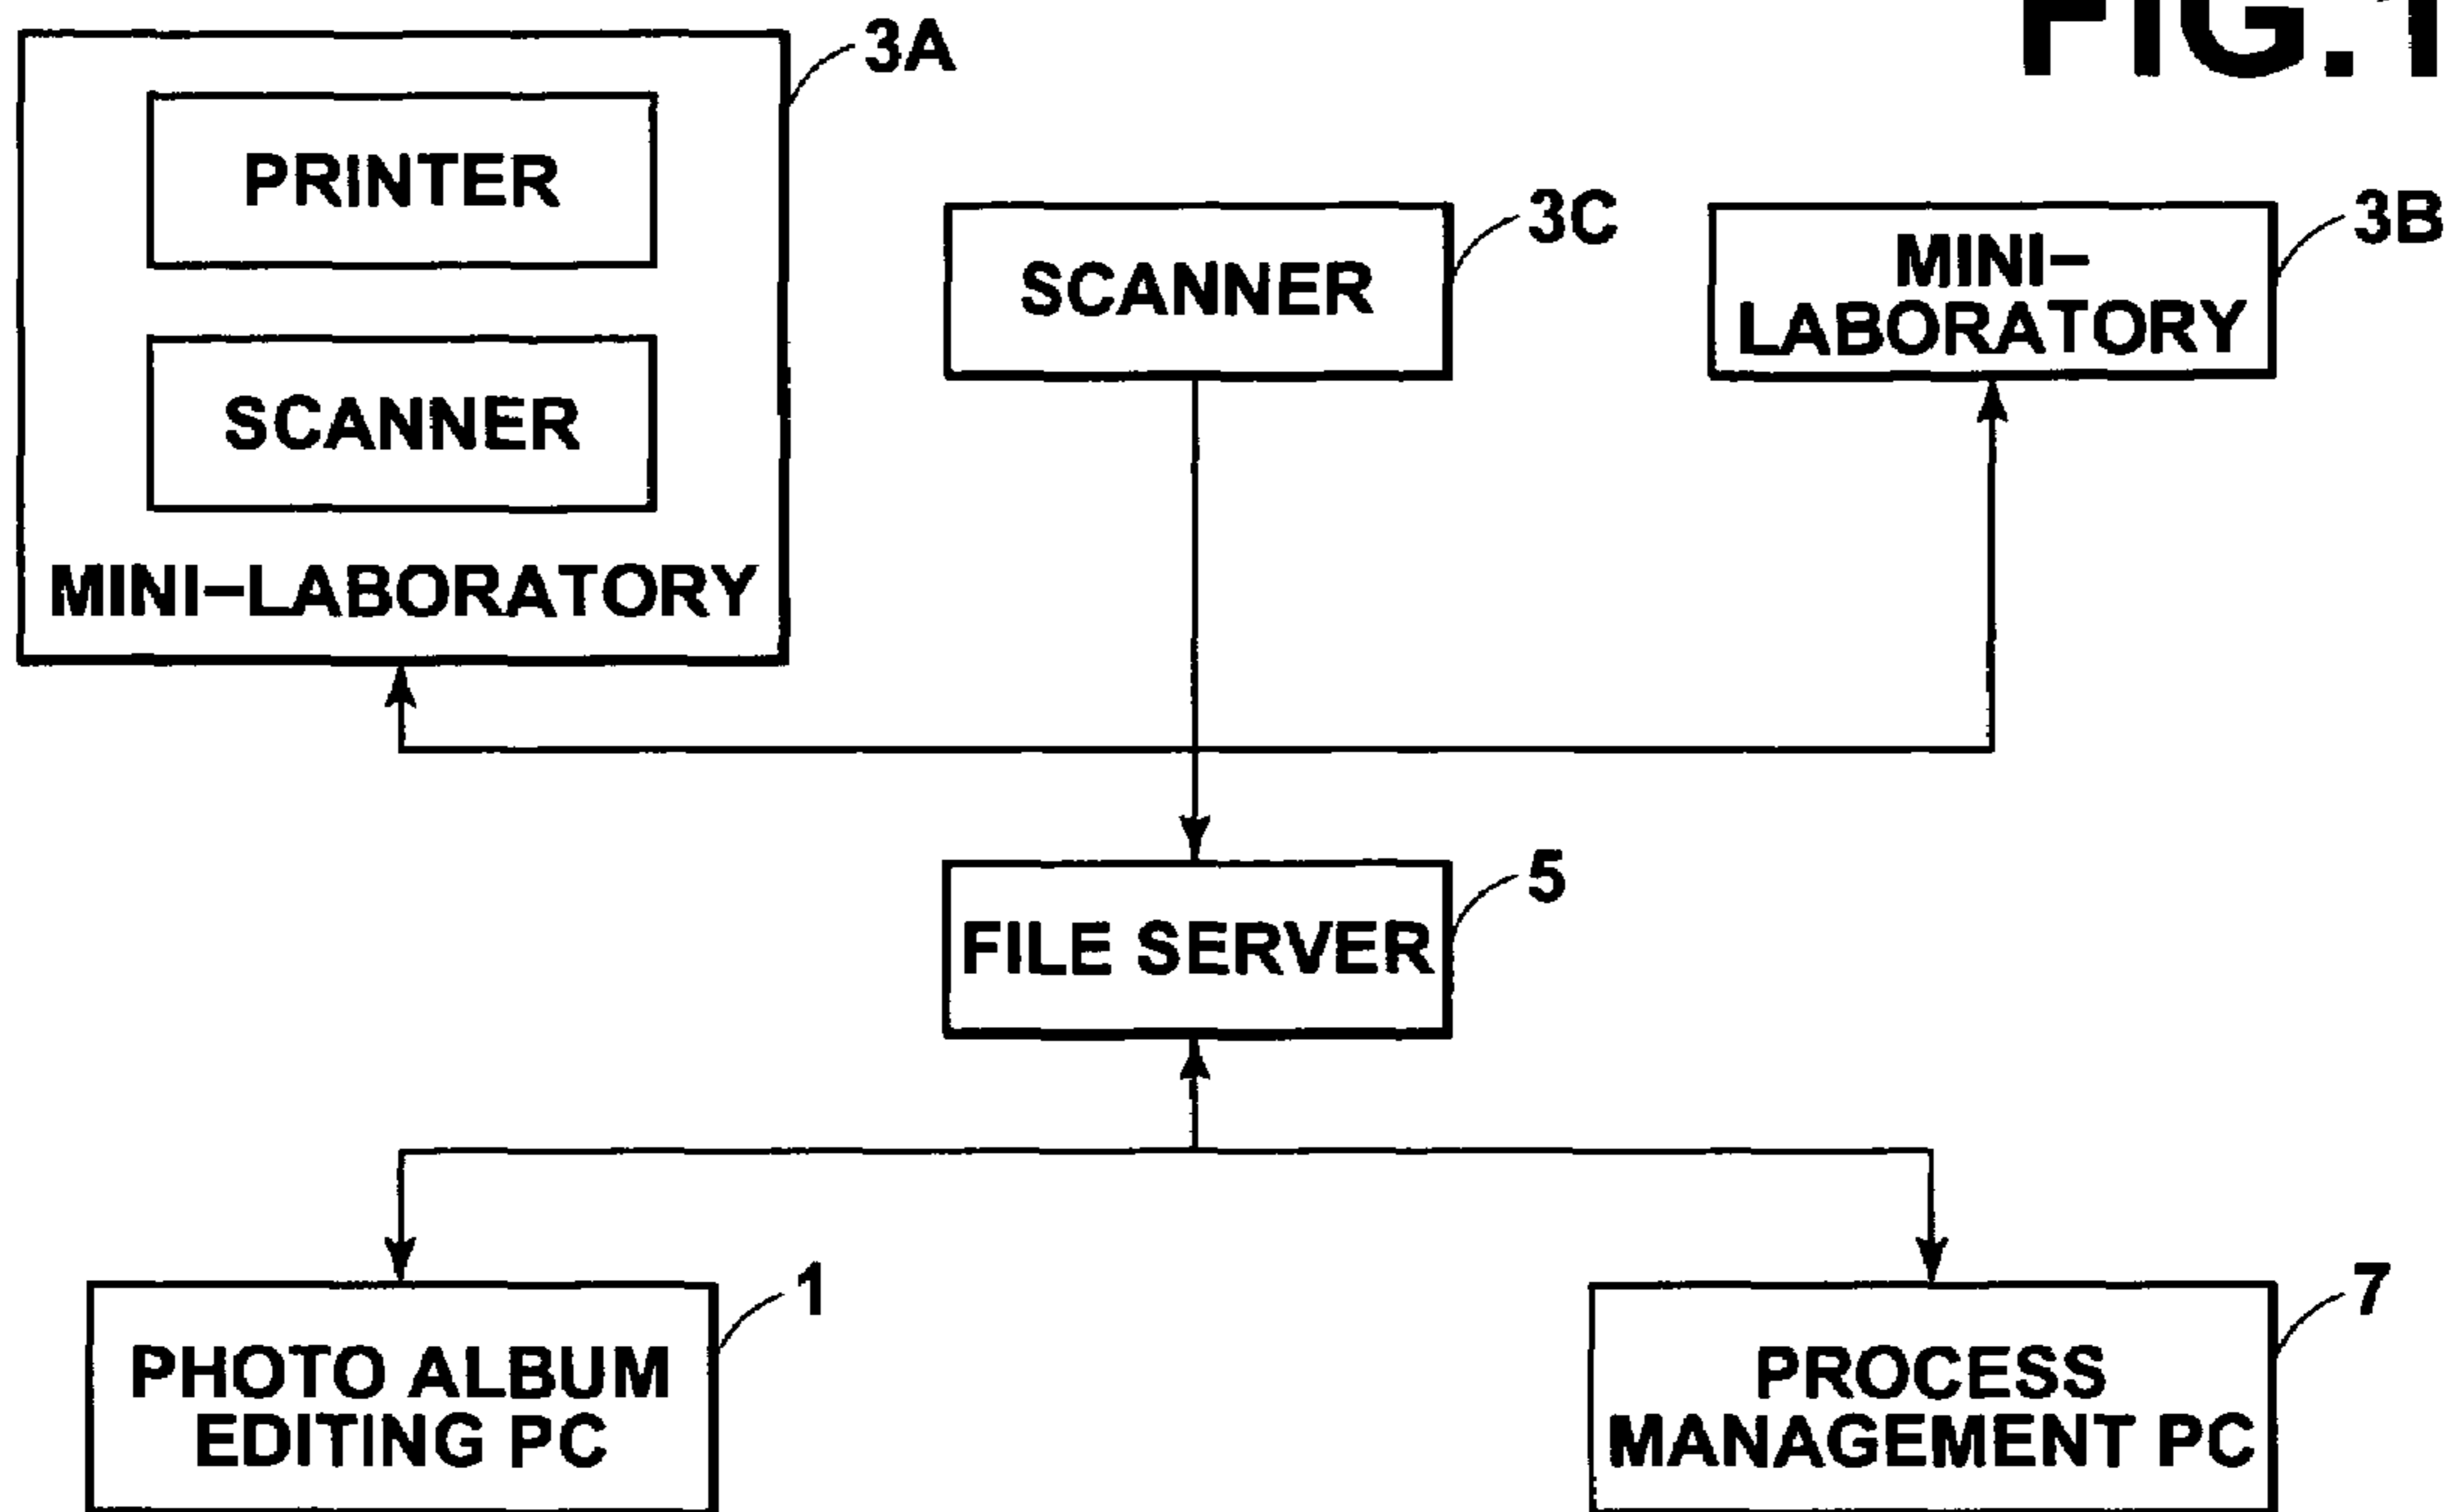 FIG.1
3A
PRINTER
SCANNER
MINI-LABORATORY
3C
SCANNER
3B
MINI-
LABORATORY
5
FILE SERVER
1
PHOTO ALBUM
EDITING PC
7
PROCESS
MANAGEMENT PC